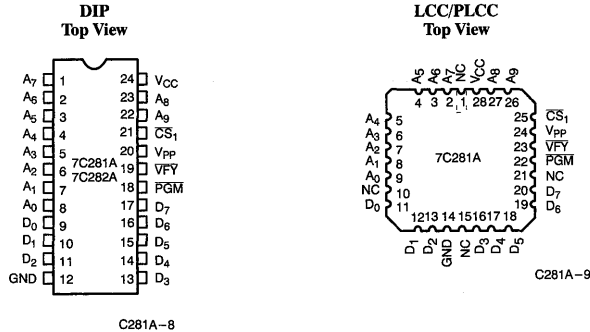 DIP
Top View
A7 1 24 VCC
A6 2 23 A8
A5 3 22 A9
A4 4 21 CS1
A3 5 20 VPP
A2 6 19 VFY
A1 7 18 PGM
A0 8 17 D7
D0 9 16 D6
D1 10 15 D5
D2 11 14 D4
GND 12 13 D3
7C281A
7C282A
C281A-8
LCC/PLCC
Top View
A5 A6 A7 NC VCC A8 A9
4 3 2 1 28 27 26
A4 5 25 CS1
A3 6 24 VPP
A2 7 23 VFY
A1 8 22 PGM
A0 9 21 NC
NC 10 20 D7
D0 11 19 D6
7C281A
12 13 14 15 16 17 18
D1 D2 GND NC D3 D4 D5
C281A-9